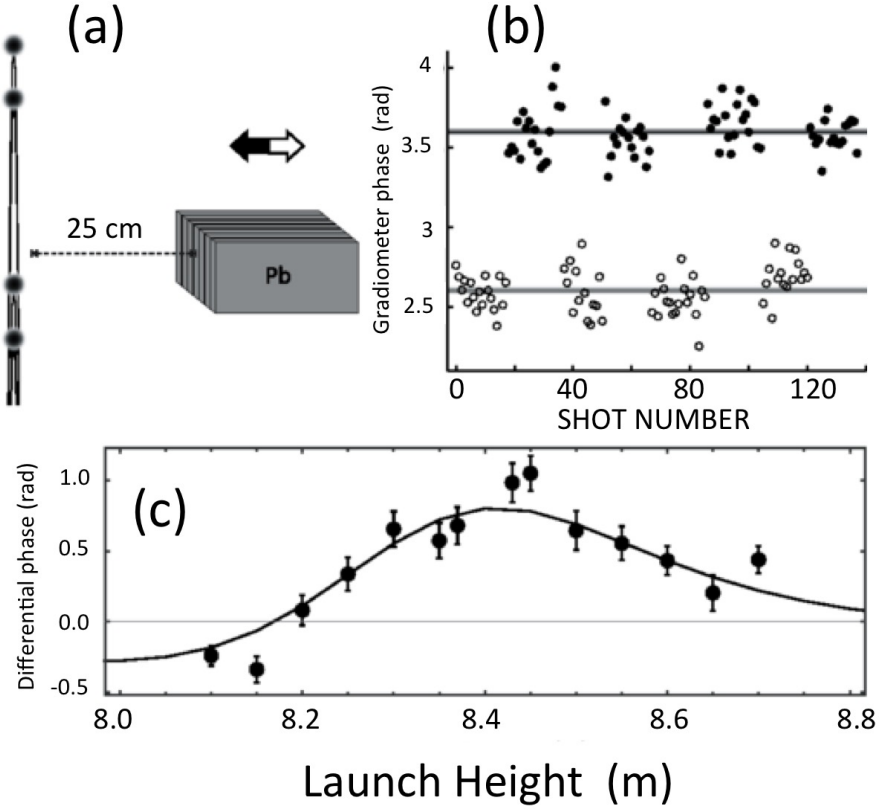 (a)
25 cm
Pb
(b)
Gradiometer phase (rad)
4
3.5
3
2.5
0 40 80 120
SHOT NUMBER
(c)
Differential phase (rad)
1.0
0.5
0.0
-0.5
8.0 8.2 8.4 8.6 8.8
Launch Height (m)